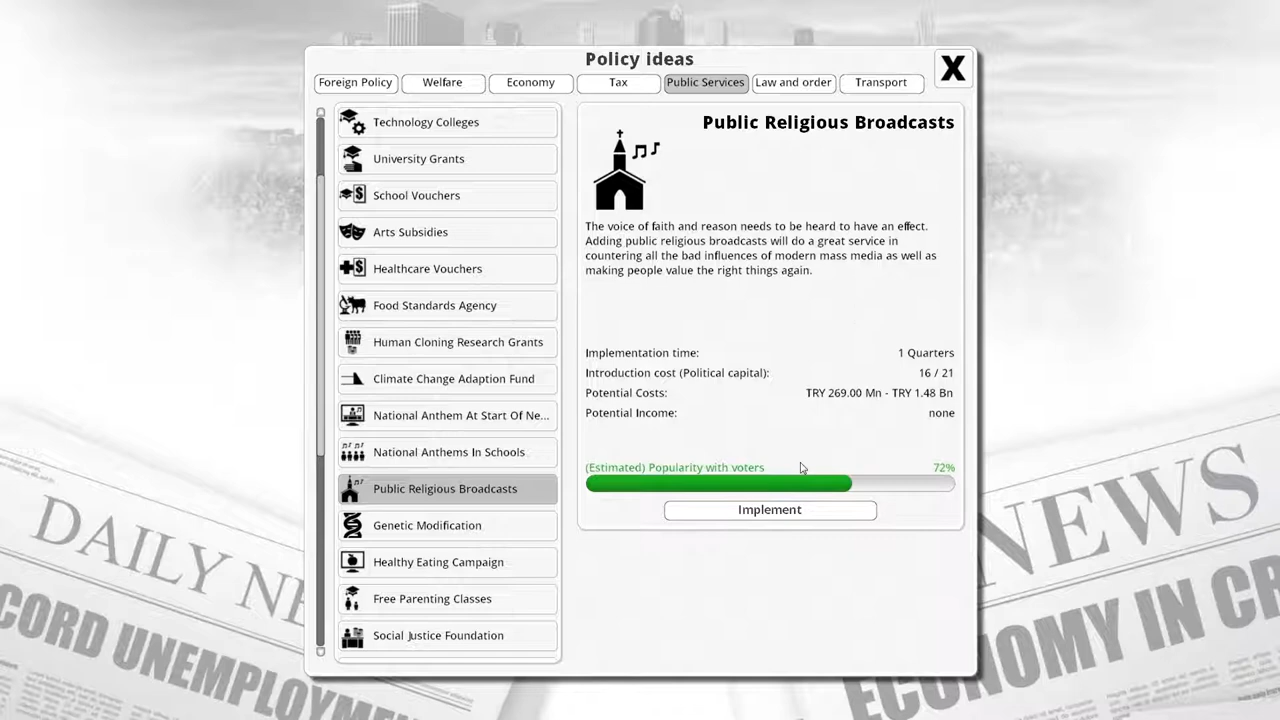 Policy ideas
X
Foreign Policy
Welfare
Economy
Tax
Public Services
Law and order
Transport
Technology Colleges
University Grants
School Vouchers
Arts Subsidies
Healthcare Vouchers
Food Standards Agency
Human Cloning Research Grants
Climate Change Adaption Fund
National Anthem At Start Of Ne...
National Anthems In Schools
Public Religious Broadcasts
Genetic Modification
Healthy Eating Campaign
Free Parenting Classes
Social Justice Foundation
Public Religious Broadcasts
The voice of faith and reason needs to be heard to have an effect.
Adding public religious broadcasts will do a great service in
countering all the bad influences of modern mass media as well as
making people value the right things again.
Implementation time: 1 Quarters
Introduction cost (Political capital): 16 / 21
Potential Costs: TRY 269.00 Mn - TRY 1.48 Bn
Potential Income: none
(Estimated) Popularity with voters 72%
Implement
DAILY NE
CORD UNEMPLOYM
NEWS
ECONOMY IN CR